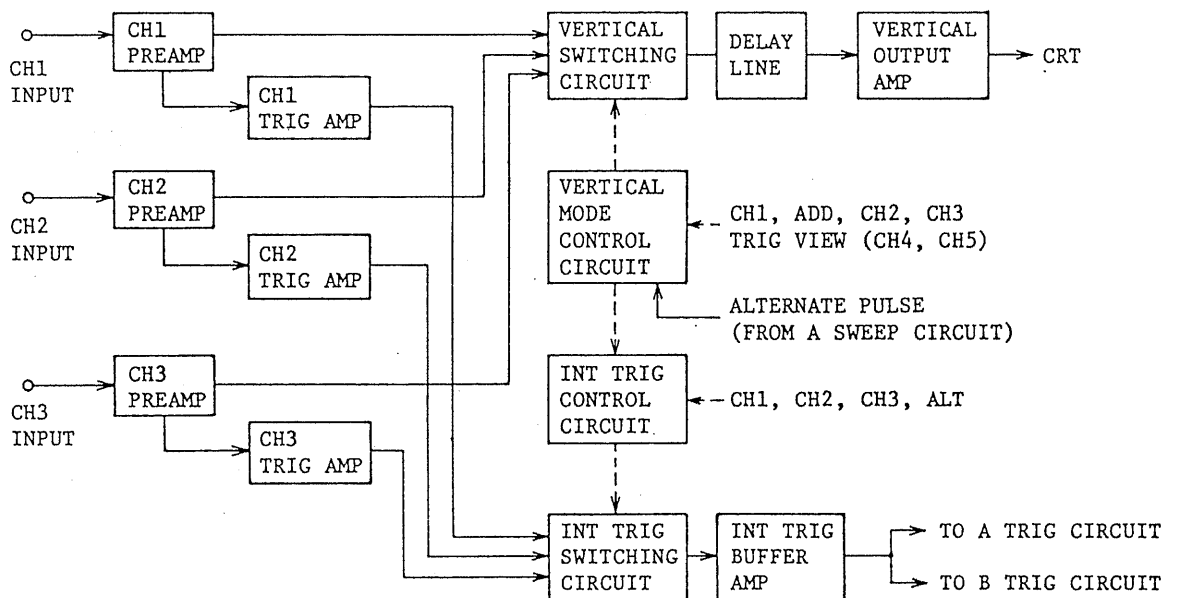 CH1
INPUT
CH1
PREAMP
CH1
TRIG AMP
CH2
INPUT
CH2
PREAMP
CH2
TRIG AMP
CH3
INPUT
CH3
PREAMP
CH3
TRIG AMP
VERTICAL
SWITCHING
CIRCUIT
DELAY
LINE
VERTICAL
OUTPUT
AMP
CRT
VERTICAL
MODE
CONTROL
CIRCUIT
CH1, ADD, CH2, CH3
TRIG VIEW (CH4, CH5)
ALTERNATE PULSE
(FROM A SWEEP CIRCUIT)
INT TRIG
CONTROL
CIRCUIT
CH1, CH2, CH3, ALT
INT TRIG
SWITCHING
CIRCUIT
INT TRIG
BUFFER
AMP
TO A TRIG CIRCUIT
TO B TRIG CIRCUIT